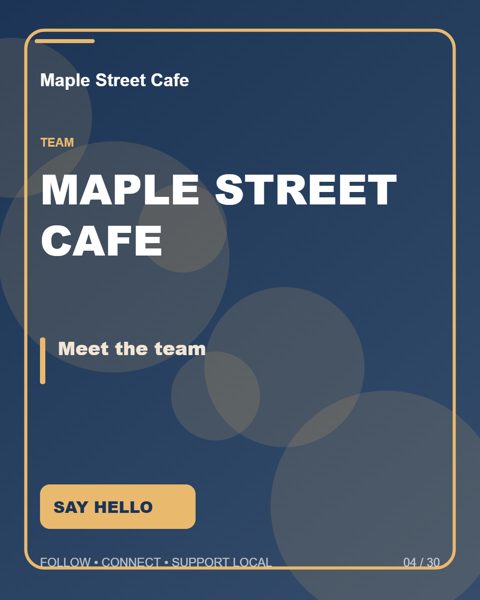 Maple Street Cafe
TEAM
MAPLE STREET
CAFE
Meet the team
SAY HELLO
FOLLOW • CONNECT • SUPPORT LOCAL
04 / 30